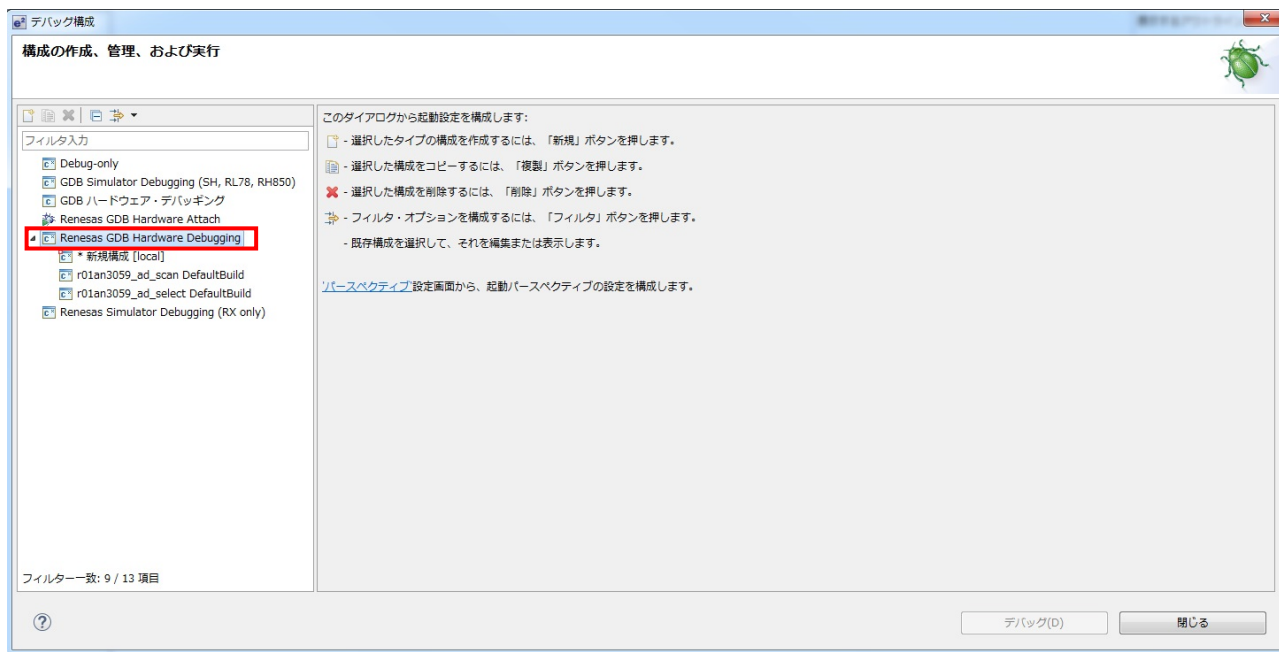 デバッグ構成
構成の作成、管理、および実行
フィルタ入力
Debug-only
GDB Simulator Debugging (SH, RL78, RH850)
GDB ハードウェア・デバッギング
Renesas GDB Hardware Attach
Renesas GDB Hardware Debugging
* 新規構成 [local]
r01an3059_ad_scan DefaultBuild
r01an3059_ad_select DefaultBuild
Renesas Simulator Debugging (RX only)
フィルター一致: 9 / 13 項目
このダイアログから起動設定を構成します:
- 選択したタイプの構成を作成するには、「新規」ボタンを押します。
- 選択した構成をコピーするには、「複製」ボタンを押します。
- 選択した構成を削除するには、「削除」ボタンを押します。
- フィルタ・オプションを構成するには、「フィルタ」ボタンを押します。
- 既存構成を選択して、それを編集または表示します。
'パースペクティブ'設定画面から、起動パースペクティブの設定を構成します。
デバッグ(D)
閉じる